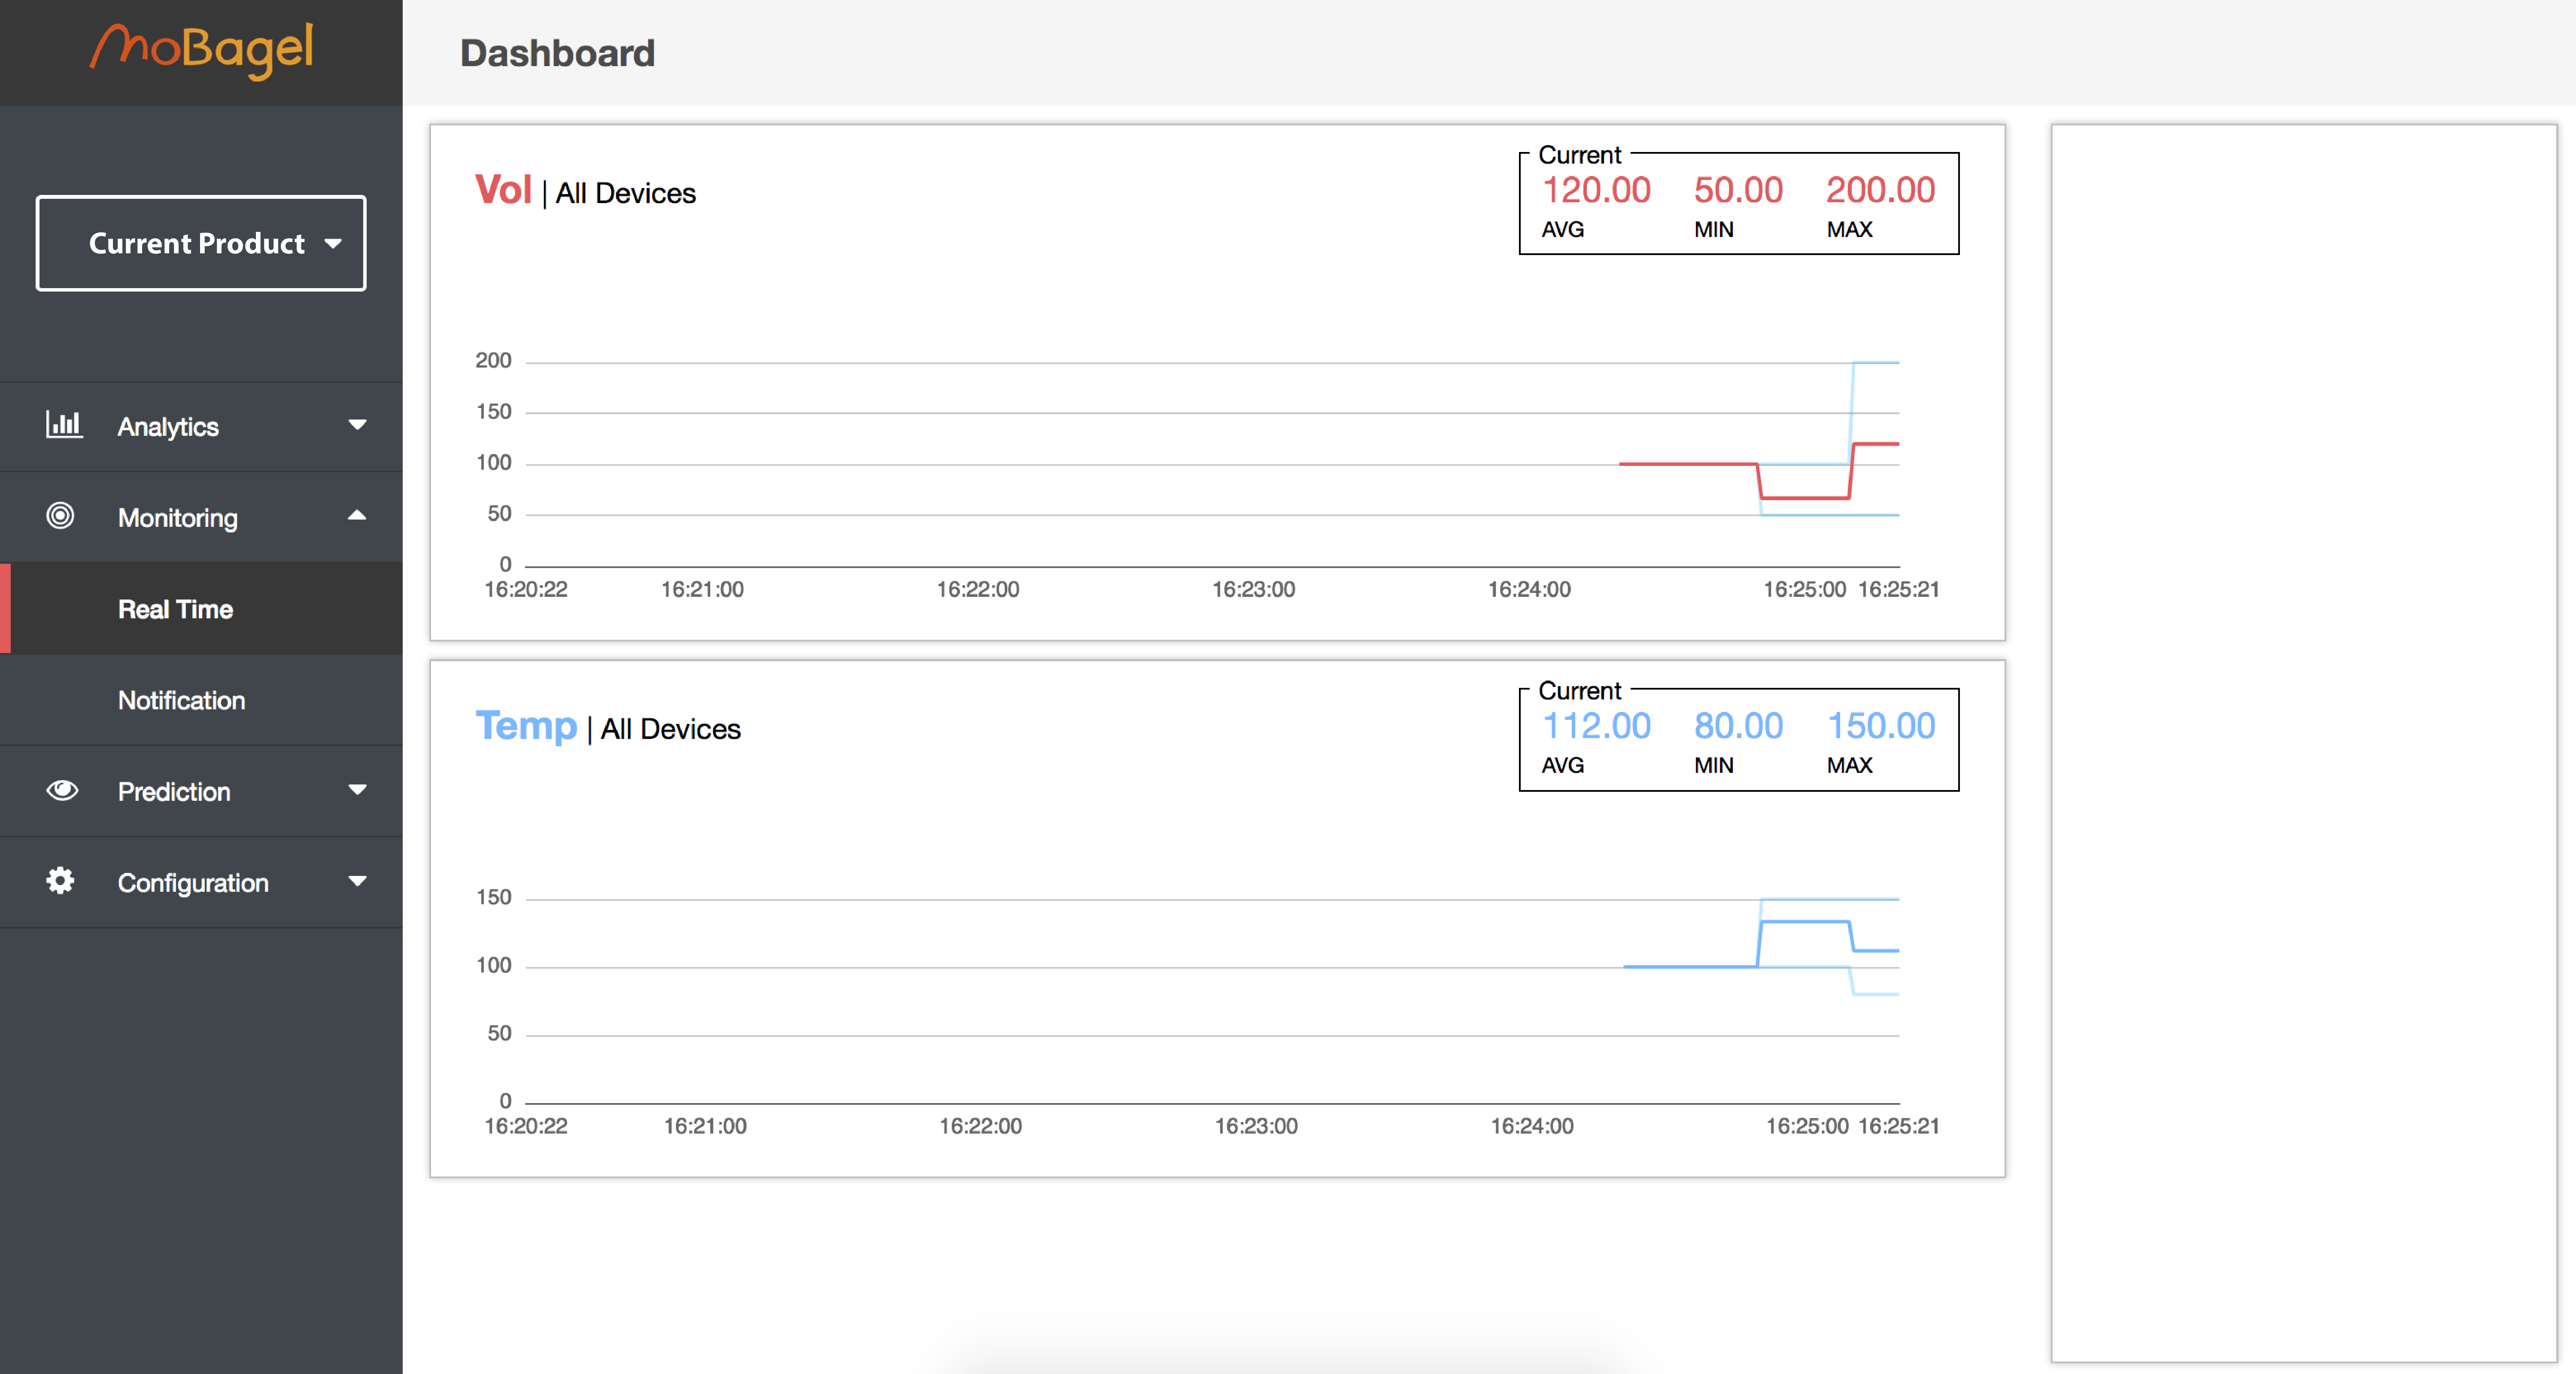 MoBagel
Dashboard
Current Product
Analytics
Monitoring
Real Time
Notification
Prediction
Configuration
Vol | All Devices
Current
120.00 50.00 200.00
AVG MIN MAX
200
150
100
50
0
16:20:22 16:21:00 16:22:00 16:23:00 16:24:00 16:25:00 16:25:21
Temp | All Devices
Current
112.00 80.00 150.00
AVG MIN MAX
150
100
50
0
16:20:22 16:21:00 16:22:00 16:23:00 16:24:00 16:25:00 16:25:21